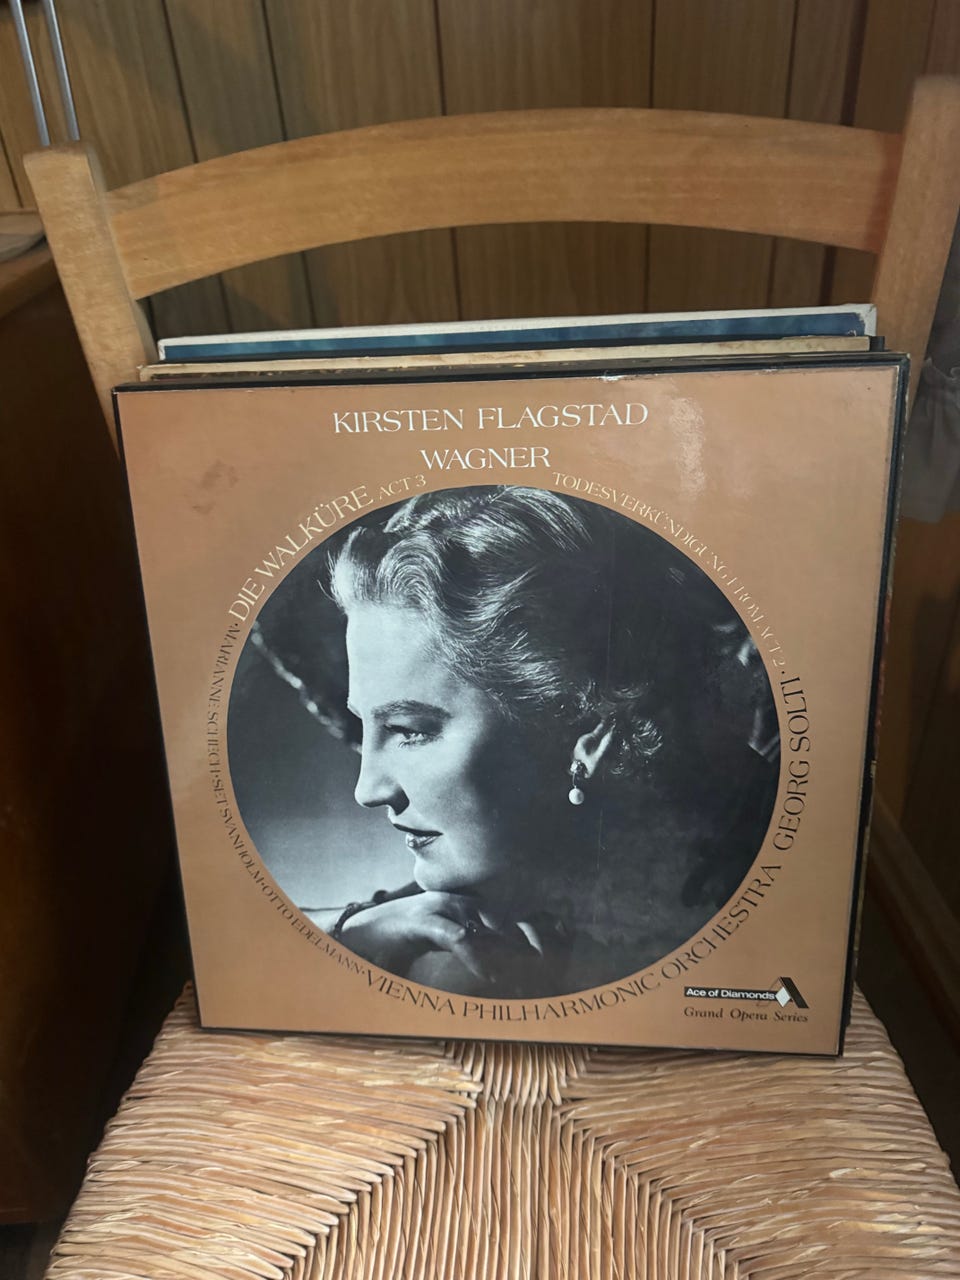 KIRSTEN FLAGSTAD
WAGNER
DIE WALKÜRE ACT 3
TODESVERKÜNDIGUNG FROM ACT 2 · GEORG SOLTI
VIENNA PHILHARMONIC ORCHESTRA
· MARIANNE SCHECH · SET SVANHOLM · OTTO EDELMANN ·
Ace of Diamonds
Grand Opera Series